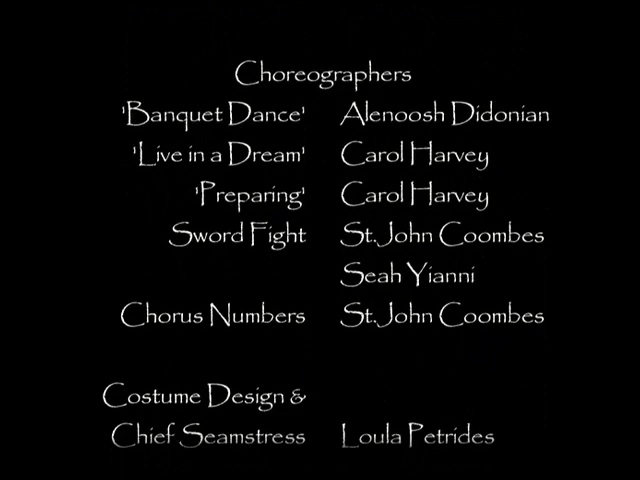 Choreographers
'Banquet Dance' Alenoosh Didonian
'Live in a Dream' Carol Harvey
'Preparing' Carol Harvey
Sword Fight St. John Coombes
Seah Yianni
Chorus Numbers St. John Coombes
Costume Design &
Chief Seamstress Loula Petrides